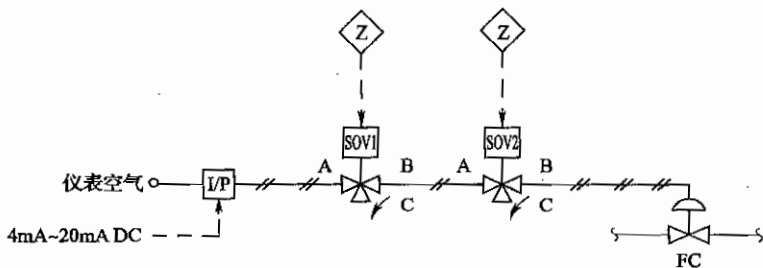 Z Z
SOV1 SOV2
A B A B
仪表空气 I/P
C C
4mA~20mA DC
FC